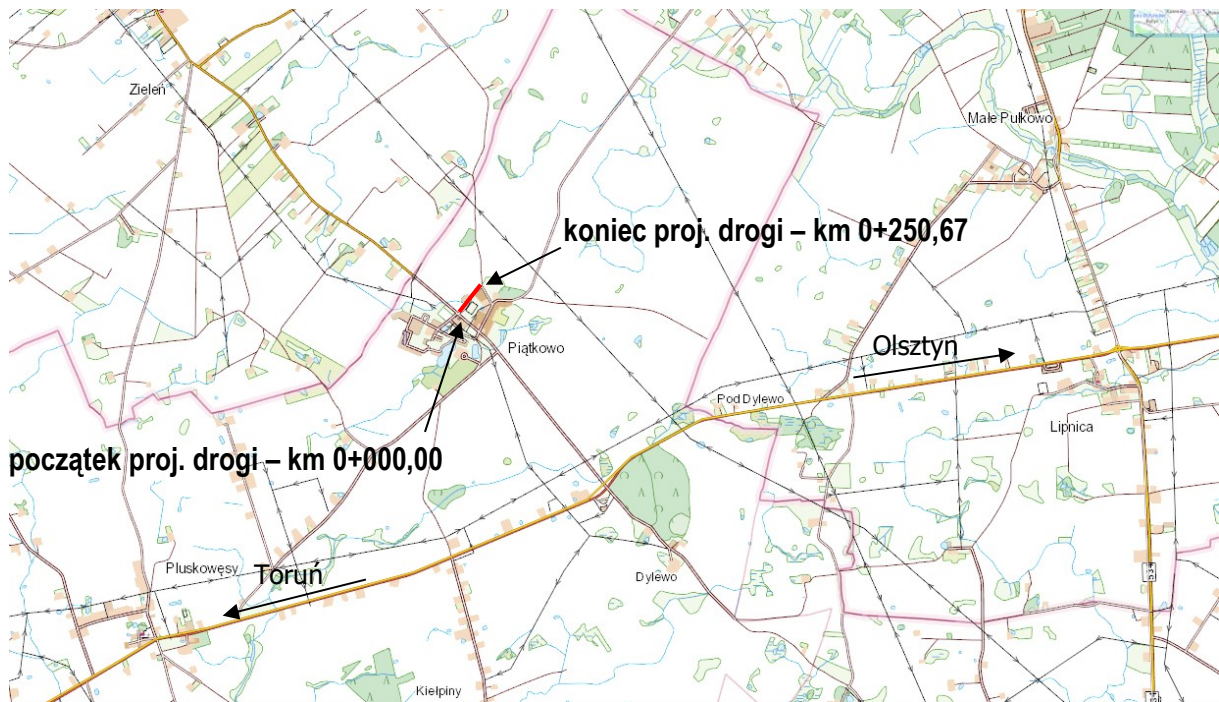 Zieleń
Małe Pułkowo
koniec proj. drogi – km 0+250,67
Olsztyn
Piątkowo
Pod Dylewo
Lipnica
początek proj. drogi – km 0+000,00
Pluskowęsy
Toruń
Dylewo
534
Kiełpiny